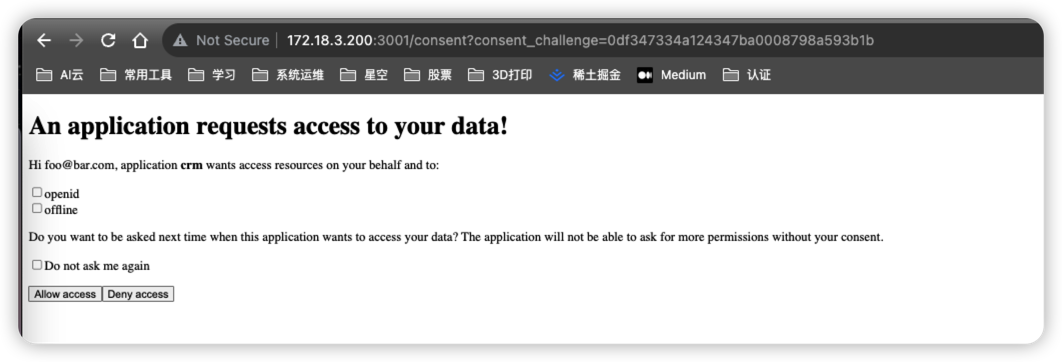 Not Secure | 172.18.3.200:3001/consent?consent_challenge=0df347334a124347ba0008798a593b1b
AI云 常用工具 学习 系统运维 星空 股票 3D打印 稀土掘金 Medium 认证
An application requests access to your data!
Hi foo@bar.com, application crm wants access resources on your behalf and to:
openid
offline
Do you want to be asked next time when this application wants to access your data? The application will not be able to ask for more permissions without your consent.
Do not ask me again
Allow access Deny access